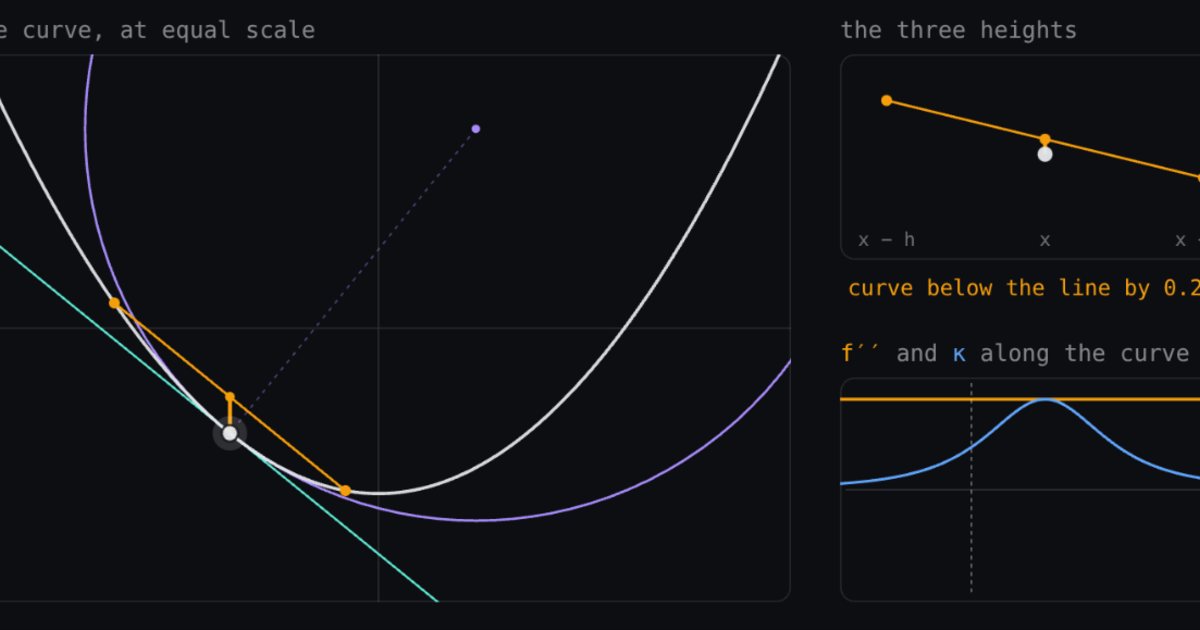 curve, at equal scale
the three heights
x − h x x
curve below the line by 0.2
f′′ and κ along the curve